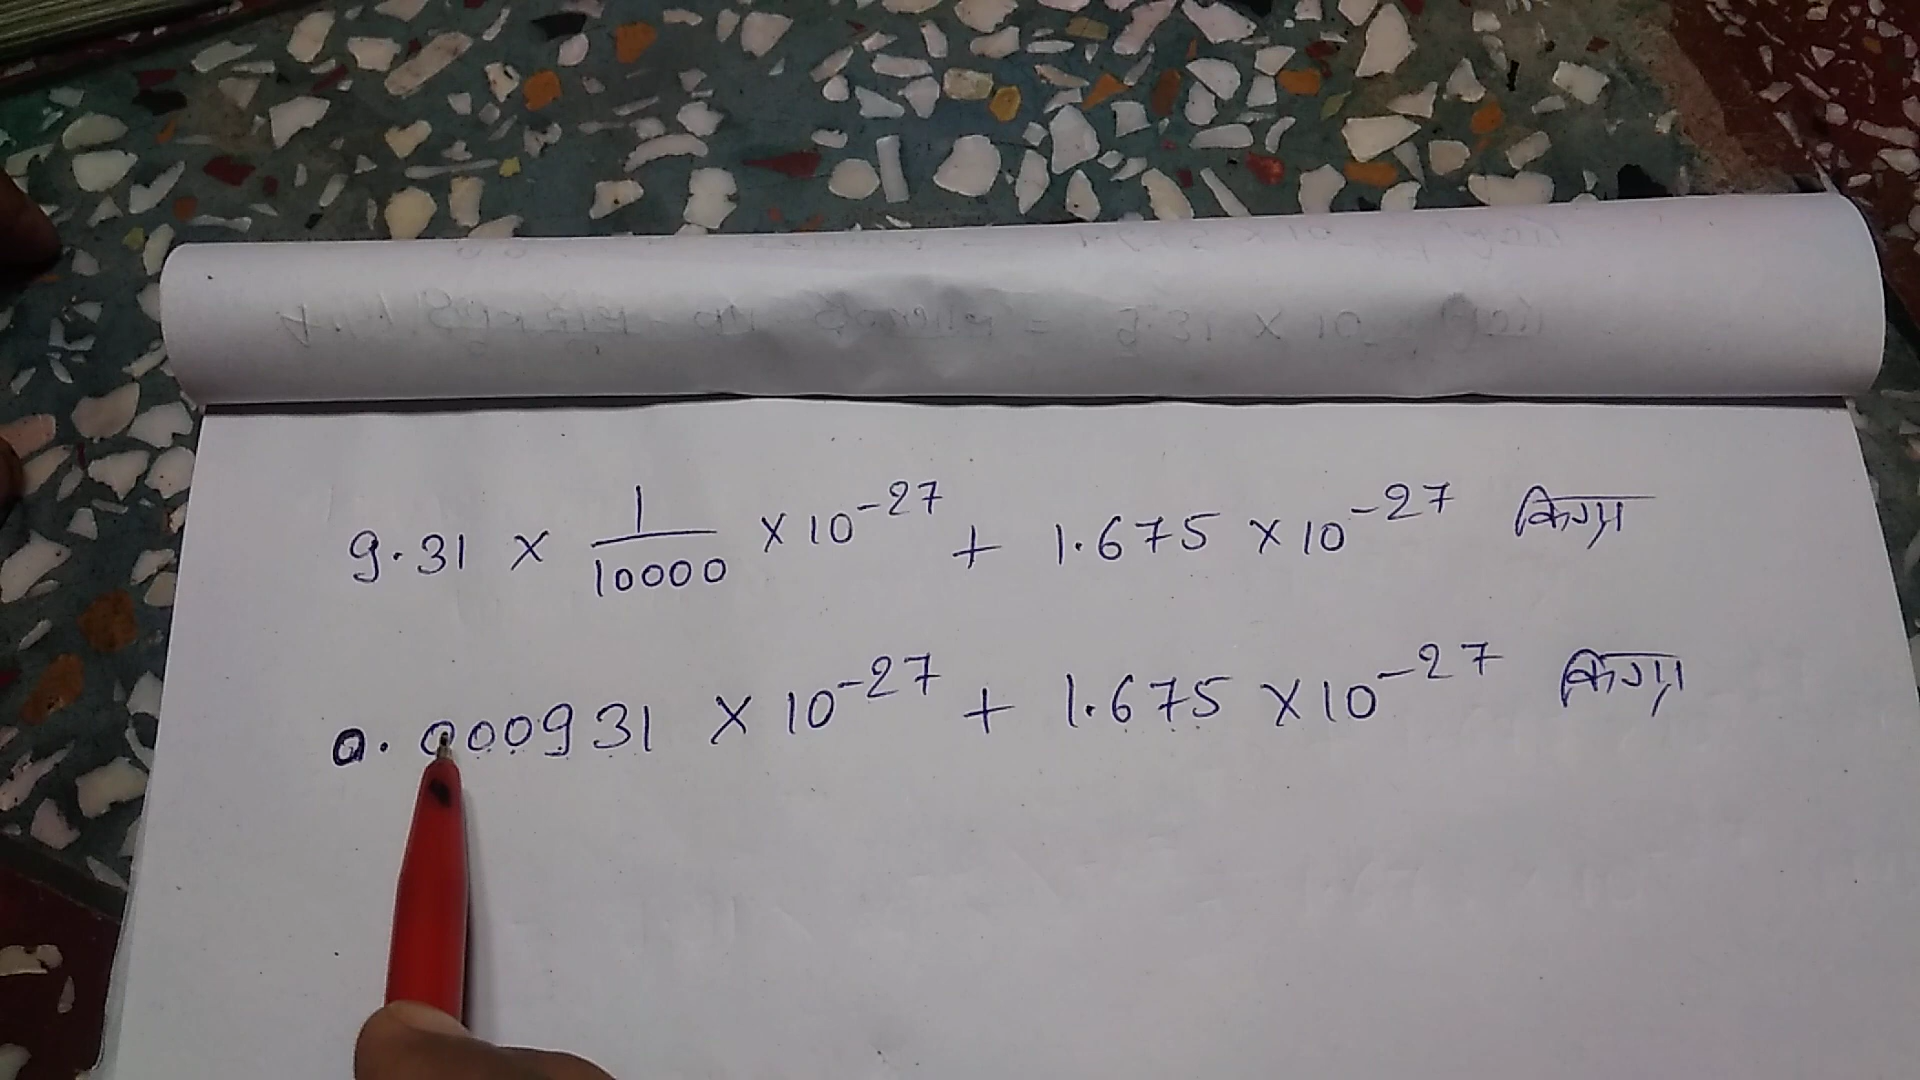 9.31 × 1/10000 × 10⁻²⁷ + 1.675 × 10⁻²⁷ किग्रा
0.000931 × 10⁻²⁷ + 1.675 × 10⁻²⁷ किग्रा